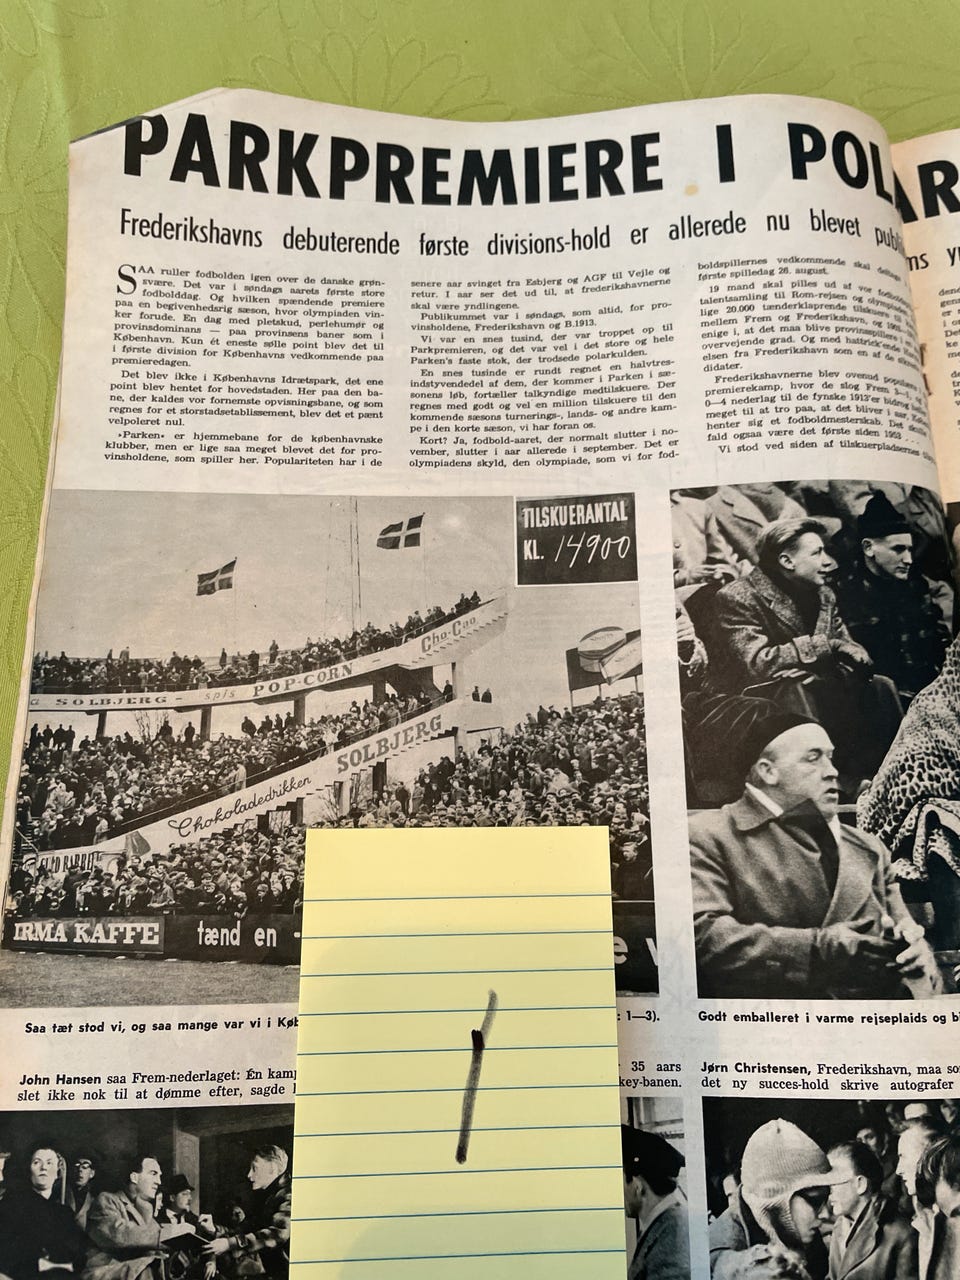 PARKPREMIERE I POLAR
Frederikshavns debuterende første divisions-hold er allerede nu blevet
SAA ruller fodbolden igen over de danske grøn-
svære. Det var i søndags aarets første store
fodbolddag. Og hvilken spændende premiere
paa en begivenhedsrig sæson, hvor olympiaden vin-
ker forude. En dag med pletskud, perlehumør og
provinsdominans — paa provinsens baner som i
København. Kun ét eneste sølle point blev det til
i første division for Københavns vedkommende paa
premieredagen.
Det blev ikke i Københavns Idrætspark, det ene
point blev hentet for hovedstaden. Her paa den ba-
ne, der kaldes vor fornemste opvisningsbane, og som
regnes for et storstadsetablissement, blev det et pænt
velpoleret nul.
»Parken« er hjemmebane for de københavnske
klubber, men er lige saa meget blevet det for pro-
vinsholdene, som spiller her. Populariteten har i de
senere aar svinget fra Esbjerg og AGF til Vejle og
retur. I aar ser det ud til, at frederikshavnerne
skal være yndlingene.
Publikummet var i søndags, som altid, for pro-
vinsholdene, Frederikshavn og B.1913.
Vi var en snes tusind, der var troppet op til
Parkpremieren, og det var vel i det store og hele
Parken's faste stok, der trodsede polarkulden.
En snes tusinde er rundt regnet en halvtres-
indstyvendedel af dem, der kommer i Parken i sæ-
sonens løb, fortæller talkyndige medtilskuere. Der
regnes med godt og vel en million tilskuere til den
kommende sæsons turnerings-, lands- og andre kam-
pe i den korte sæson, vi har foran os.
Kort? Ja, fodbold-aaret, der normalt slutter i no-
vember, slutter i aar allerede i september. Det er
olympiadens skyld, den olympiade, som vi for fod-
boldspillernes vedkommende skal
første spilledag 26. august.
19 mand skal pilles ud af vor
talentsamling til Rom-rejsen og
lige 20.000 tænderklaprende tilskuere
mellem Frem og Frederikshavn, og
enige i, at det maa blive provinsspillere i
overvejende grad. Og med
elsen fra Frederikshavn som en af de
didater.
Frederikshavnerne blev ovenud
premierekamp, hvor de slog Frem 3—1,
0—4 nederlag til de fynske 1913'er
meget til at tro paa, at det bliver i aar,
henter sig et fodboldmesterskab. Det
fald ogsaa være det første siden 1953 . . .
Vi stod ved siden af tilskuerpladsernes
TILSKUERANTAL
KL. 14900
SOLBJERG - spis POP-CORN - Cho-Cao
Chokoladedrikken SOLBJERG
IRMA KAFFE tænd en -
Saa tæt stod vi, og saa mange var vi i : 1—3).
Godt emballeret i varme rejseplaids og
John Hansen saa Frem-nederlaget: Én 35 aars
slet ikke nok til at dømme efter, sagde
Jørn Christensen, Frederikshavn, maa
det ny succes-hold skrive autografer
1